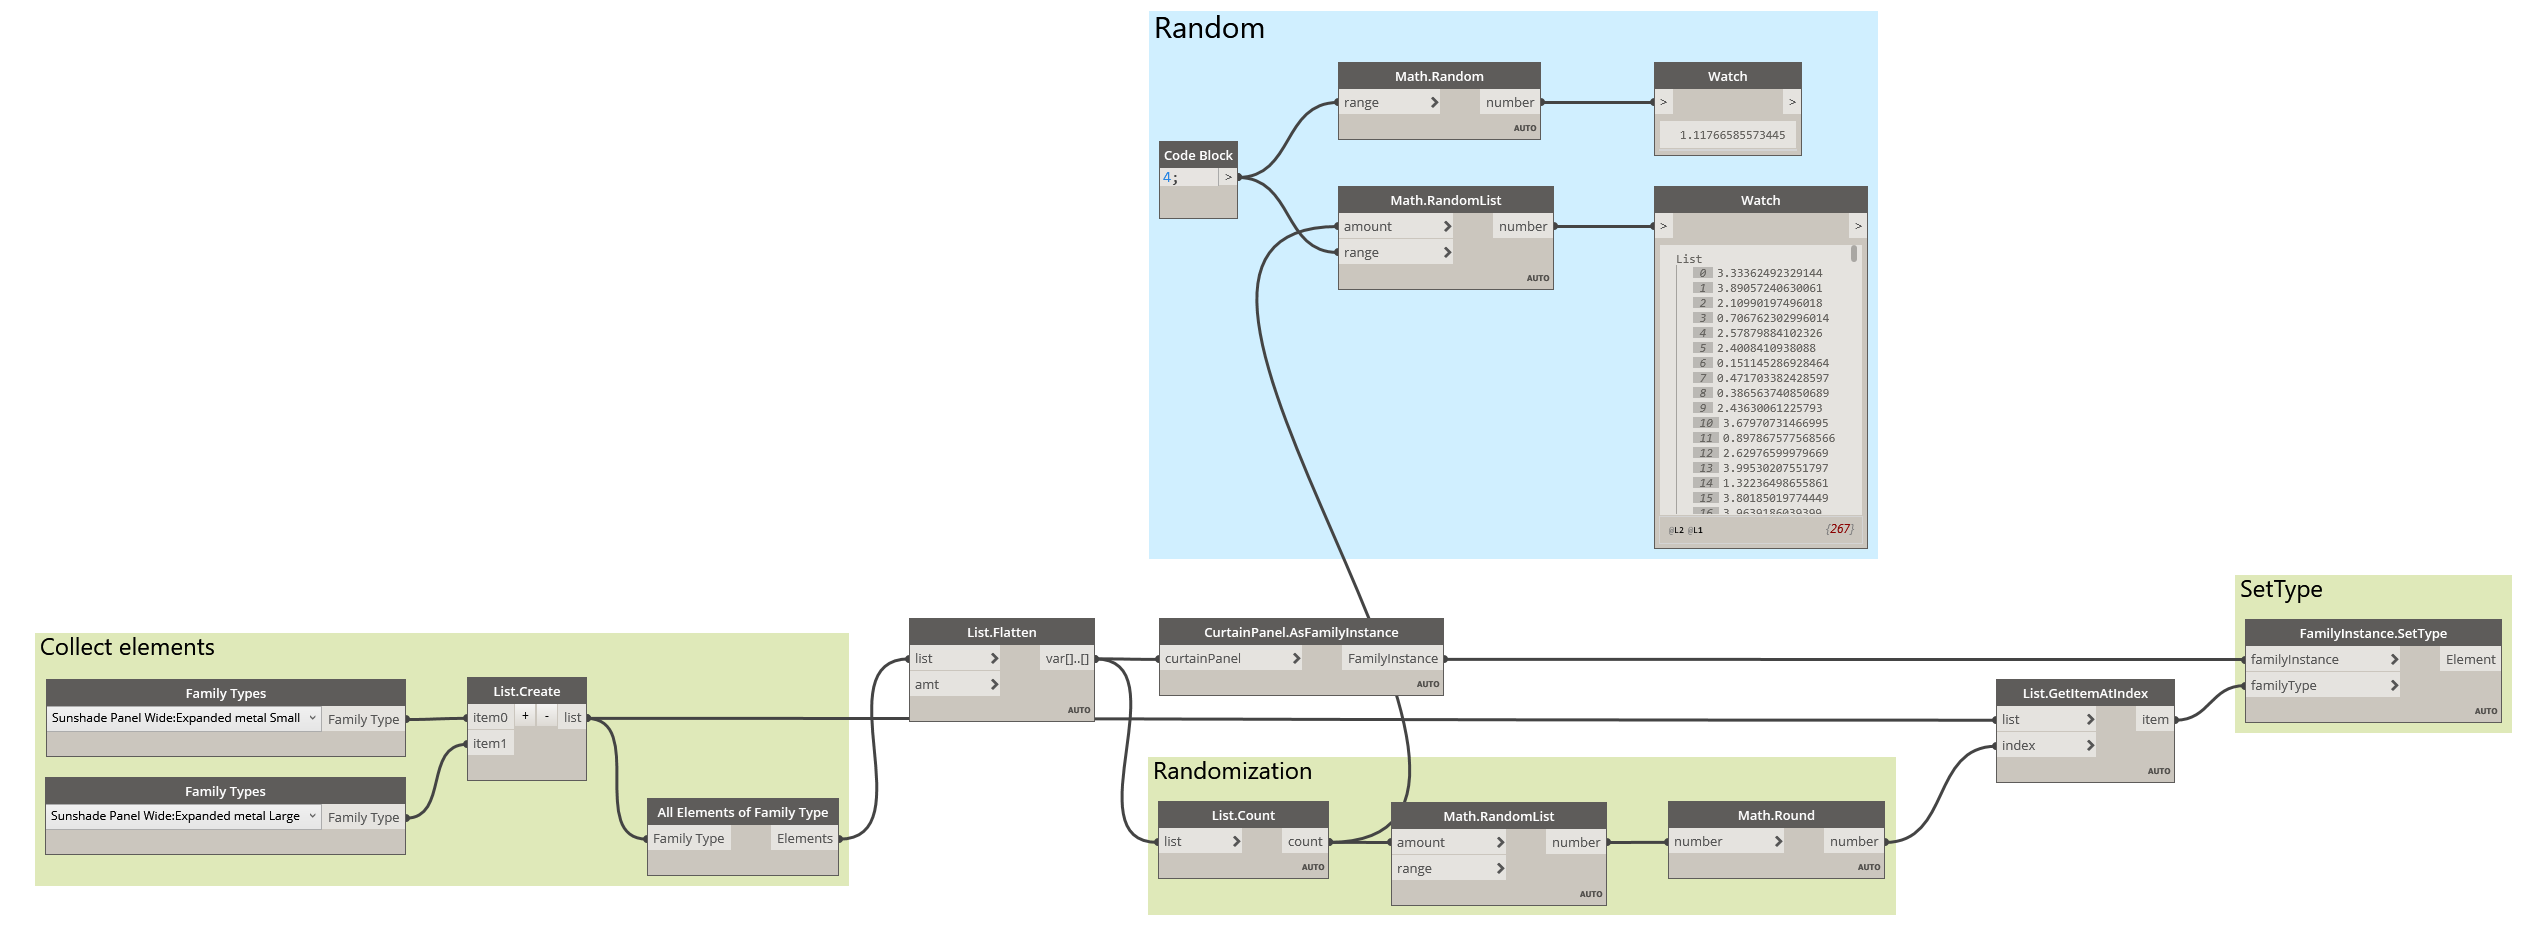 Random
Math.Random
range
number
AUTO
Watch
>
>
1.11766585573445
Code Block
4;
>
Math.RandomList
amount
number
range
AUTO
Watch
>
>
List
0 3.33362492329144
1 3.89057240630061
2 2.10990197496018
3 0.706762302996014
4 2.57879884102326
5 2.4008410938088
6 0.151145286928464
7 0.471703382428597
8 0.386563740850689
9 2.43630061225793
10 3.67970731466995
11 0.897867577568566
12 2.62976599979669
13 3.99530207551797
14 1.32236498655861
15 3.80185019774449
16 3.9639186039399
@L2 @L1
{267}
Collect elements
Family Types
Sunshade Panel Wide:Expanded metal Small
Family Type
Family Types
Sunshade Panel Wide:Expanded metal Large
Family Type
List.Create
item0 + - list
item1
All Elements of Family Type
Family Type
Elements
List.Flatten
list
var[]..[]
amt
AUTO
CurtainPanel.AsFamilyInstance
curtainPanel
FamilyInstance
AUTO
Randomization
List.Count
list
count
AUTO
Math.RandomList
amount
number
range
AUTO
Math.Round
number
number
AUTO
List.GetItemAtIndex
list
item
index
AUTO
SetType
FamilyInstance.SetType
familyInstance
Element
familyType
AUTO